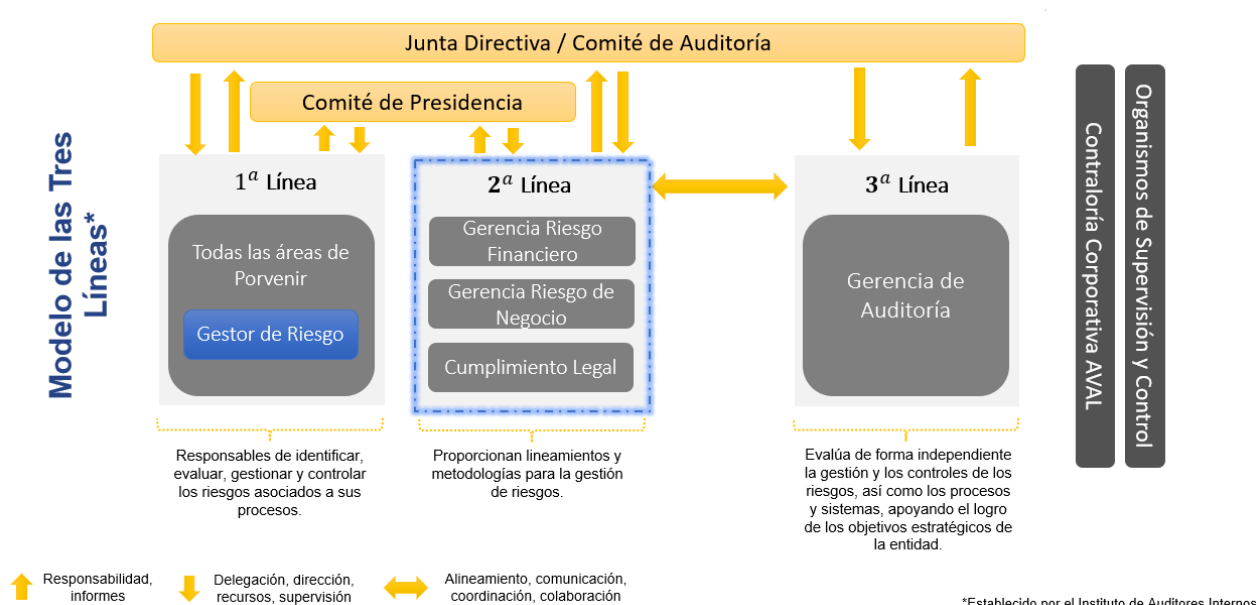 Junta Directiva / Comité de Auditoría
Comité de Presidencia
Modelo de las Tres
Líneas*
1ª Línea
Todas las áreas de
Porvenir
Gestor de Riesgo
Responsables de identificar,
evaluar, gestionar y controlar
los riesgos asociados a sus
procesos.
2ª Línea
Gerencia Riesgo
Financiero
Gerencia Riesgo de
Negocio
Cumplimiento Legal
Proporcionan lineamientos y
metodologías para la gestión
de riesgos.
3ª Línea
Gerencia de
Auditoría
Evalúa de forma independiente
la gestión y los controles de los
riesgos, así como los procesos
y sistemas, apoyando el logro
de los objetivos estratégicos de
la entidad.
Contraloría Corporativa AVAL
Organismos de Supervisión y Control
Responsabilidad,
informes
Delegación, dirección,
recursos, supervisión
Alineamiento, comunicación,
coordinación, colaboración
*Establecido por el Instituto de Auditores Internos